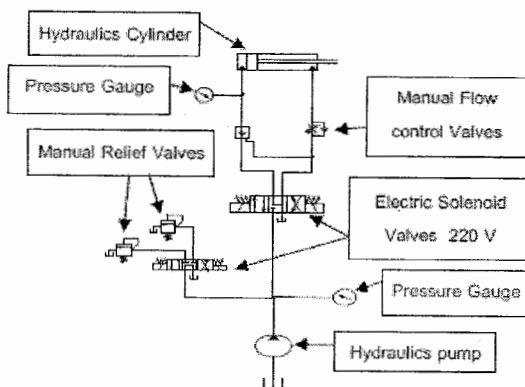 Hydraulics Cylinder
Pressure Gauge
Manual Flow
control Valves
Manual Relief Valves
Electric Solenoid
Valves 220 V
Pressure Gauge
Hydraulics pump